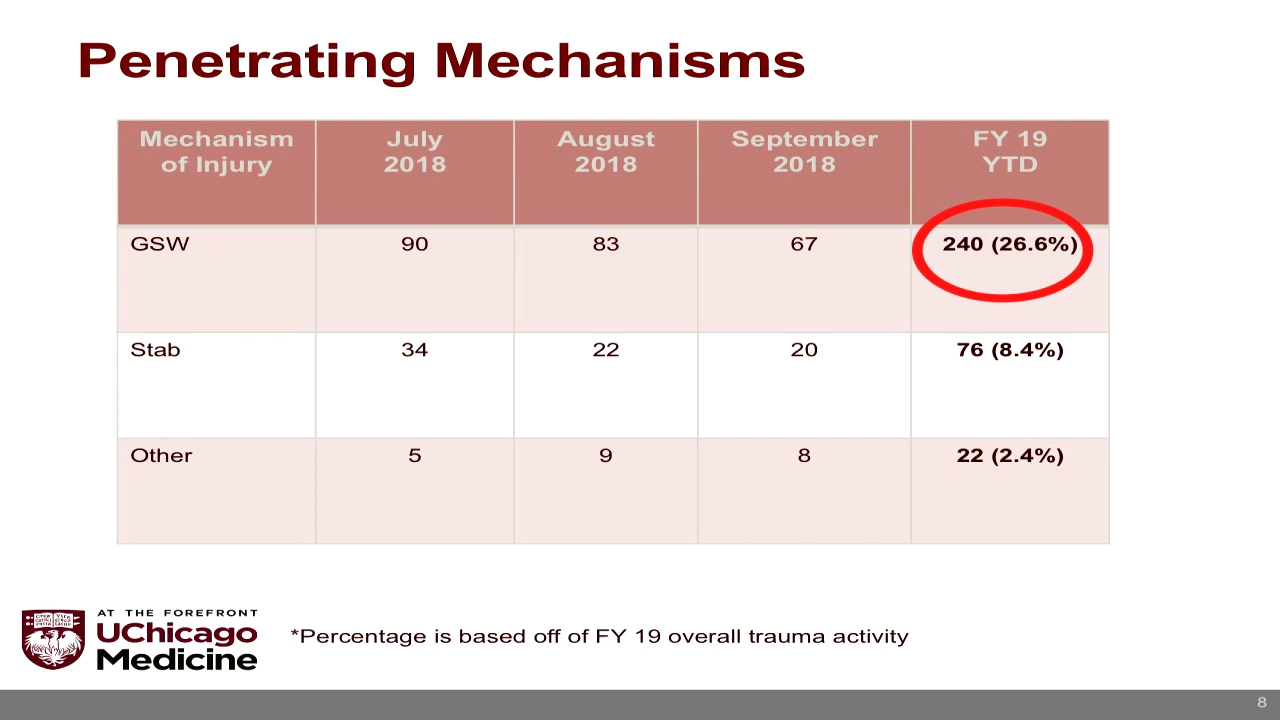 Penetrating Mechanisms
Mechanism of Injury
July 2018
August 2018
September 2018
FY 19 YTD
GSW 90 83 67 240 (26.6%)
Stab 34 22 20 76 (8.4%)
Other 5 9 8 22 (2.4%)
AT THE FOREFRONT
UChicago
Medicine
*Percentage is based off of FY 19 overall trauma activity
8